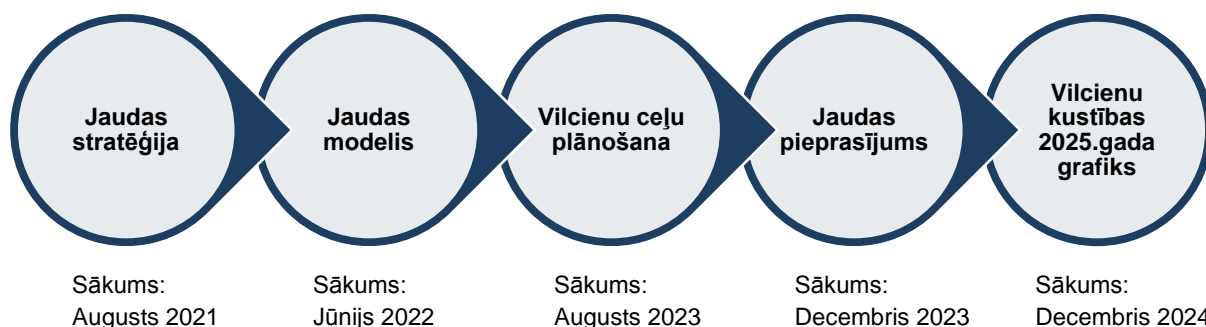 Jaudas
stratēģija
Jaudas
modelis
Vilcienu ceļu
plānošana
Jaudas
pieprasījums
Vilcienu
kustības
2025.gada
grafiks
Sākums:
Augusts 2021
Sākums:
Jūnijs 2022
Sākums:
Augusts 2023
Sākums:
Decembris 2023
Sākums:
Decembris 2024